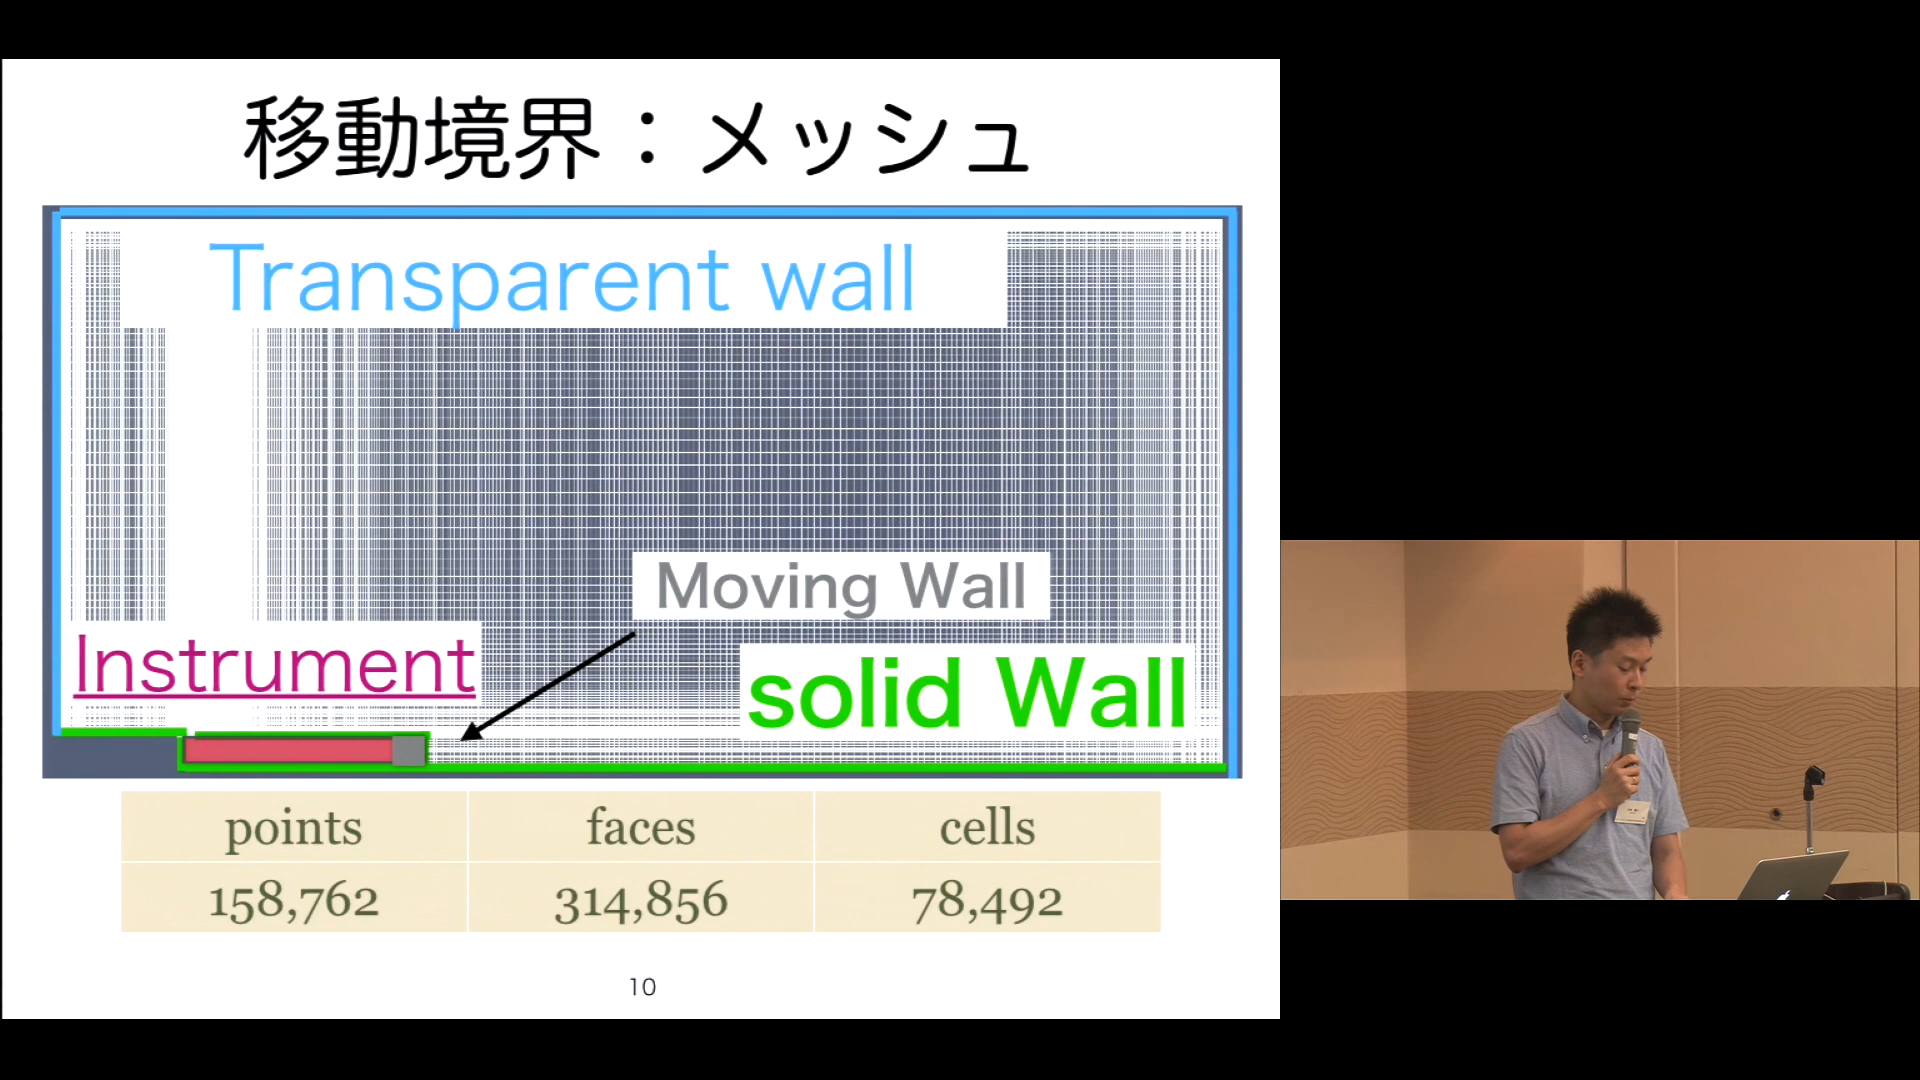 移動境界：メッシュ
Transparent wall
Moving Wall
Instrument
solid Wall
points faces cells
158,762 314,856 78,492
10